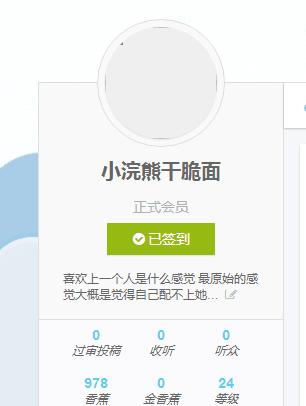 小浣熊干脆面
正式会员
已签到
喜欢上一个人是什么感觉 最原始的感
觉大概是觉得自己配不上她...
0 0 0
过审投稿 收听 听众
978 0 24
香蕉 金香蕉 等级